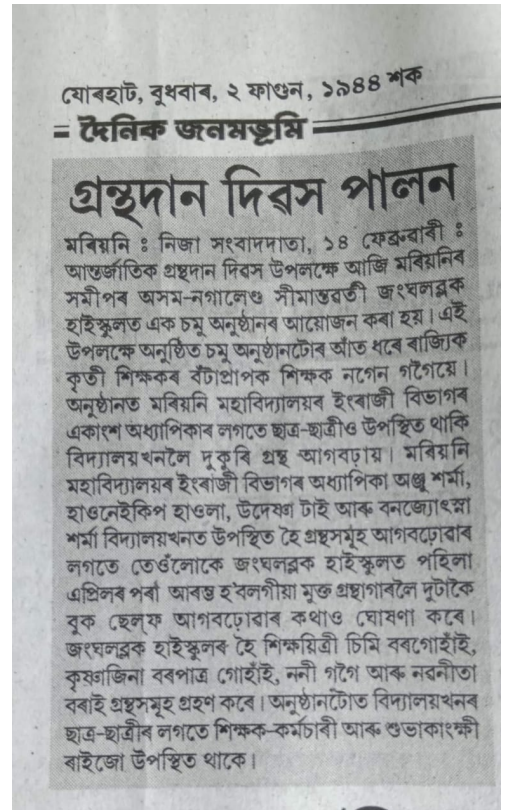 যোৰহাট, বুধবাৰ, ২ ফাগুন, ১৯৪৪ শক
দৈনিক জনমভূমি
গ্ৰন্থদান দিৱস পালন
মৰিয়নি : নিজা সংবাদদাতা, ১৪ ফেব্ৰুৱাৰী :
আন্তৰ্জাতিক গ্ৰন্থদান দিৱস উপলক্ষে আজি মৰিয়নিৰ
সমীপৰ অসম-নগালেণ্ড সীমান্তৱৰ্তী জংঘলব্লক
হাইস্কুলত এক চমু অনুষ্ঠানৰ আয়োজন কৰা হয়। এই
উপলক্ষে অনুষ্ঠিত চমু অনুষ্ঠানটোৰ আঁত ধৰে ৰাজ্যিক
কৃতী শিক্ষকৰ বঁটাপ্ৰাপক শিক্ষক নগেন গগৈয়ে।
অনুষ্ঠানত মৰিয়নি মহাবিদ্যালয়ৰ ইংৰাজী বিভাগৰ
একাংশ অধ্যাপিকাৰ লগতে ছাত্ৰ-ছাত্ৰীও উপস্থিত থাকি
বিদ্যালয়খনলৈ দুকুৰি গ্ৰন্থ আগবঢ়ায়। মৰিয়নি
মহাবিদ্যালয়ৰ ইংৰাজী বিভাগৰ অধ্যাপিকা অঞ্জু শৰ্মা,
হাওনেইকিপ হাওলা, উদেষ্ণা টাই আৰু বনজ্যোৎস্না
শৰ্মা বিদ্যালয়খনত উপস্থিত হৈ গ্ৰন্থসমূহ আগবঢ়োৱাৰ
লগতে তেওঁলোকে জংঘলব্লক হাইস্কুলত পহিলা
এপ্ৰিলৰ পৰা আৰম্ভ হ'বলগীয়া মুক্ত গ্ৰন্থাগাৰলৈ দুটাকৈ
বুক ছেল্‌ফ আগবঢ়োৱাৰ কথাও ঘোষণা কৰে।
জংঘলব্লক হাইস্কুলৰ হৈ শিক্ষয়িত্ৰী চিমি বৰগোহাঁই,
কৃষ্ণাজিনা বৰপাত্ৰ গোহাঁই, ননী গগৈ আৰু নৱনীতা
বৰাই গ্ৰন্থসমূহ গ্ৰহণ কৰে। অনুষ্ঠানটোত বিদ্যালয়খনৰ
ছাত্ৰ-ছাত্ৰীৰ লগতে শিক্ষক-কৰ্মচাৰী আৰু শুভাকাংক্ষী
ৰাইজো উপস্থিত থাকে।